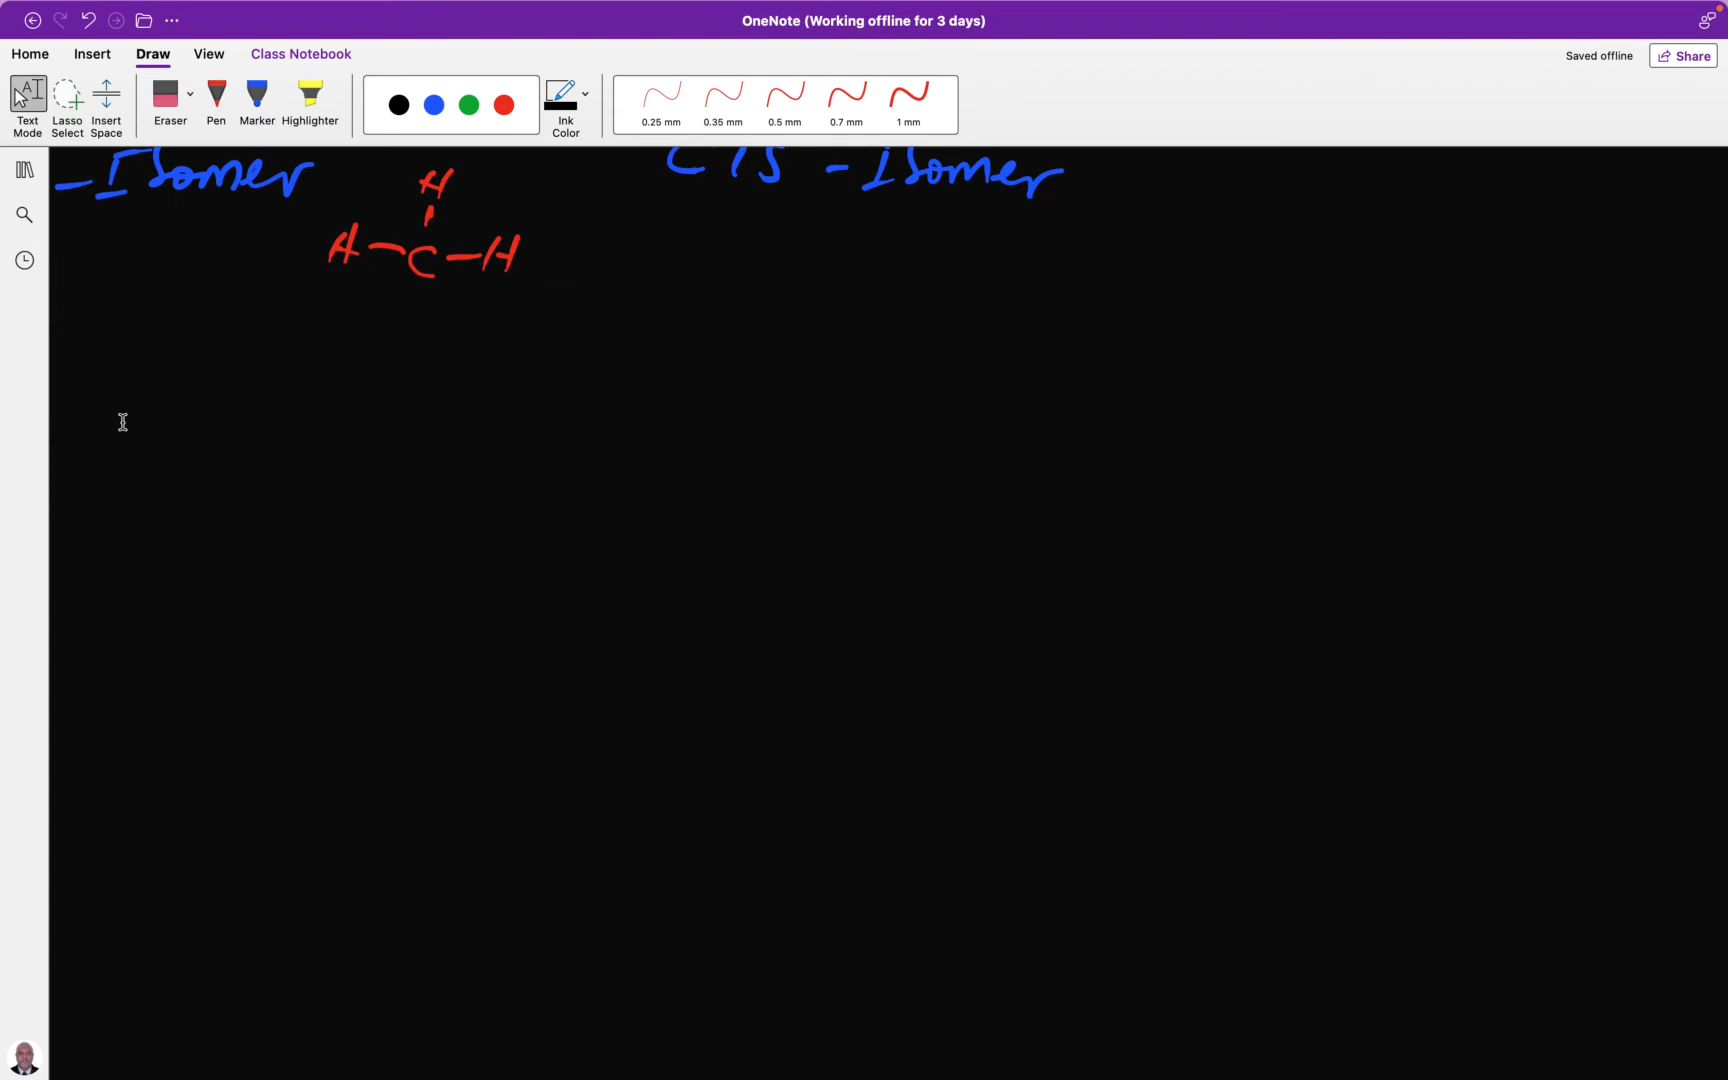 OneNote (Working offline for 3 days)
Home Insert Draw View Class Notebook
Saved offline Share
Text Mode Lasso Select Insert Space Eraser Pen Marker Highlighter Ink Color 0.25 mm 0.35 mm 0.5 mm 0.7 mm 1 mm
-Isomer CIS - Isomer
H
H-C-H